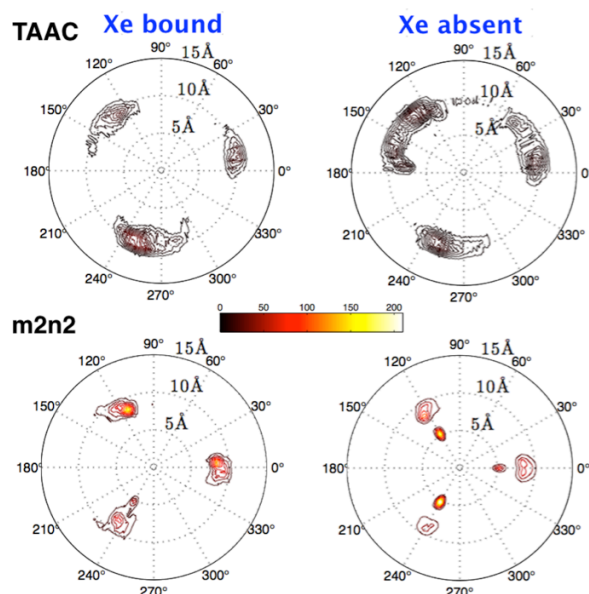 TAAC Xe bound Xe absent
90° 15Å 90° 15Å
120° 60° 120° 60°
10Å 10Å
150° 30° 150° 30°
5Å 5Å
180° 0° 180° 0°
210° 330° 210° 330°
240° 300° 240° 300°
270° 270°
0 50 100 150 200
m2n2
90° 15Å 90° 15Å
120° 60° 120° 60°
10Å 10Å
150° 30° 150° 30°
5Å 5Å
180° 0° 180° 0°
210° 330° 210° 330°
240° 300° 240° 300°
270° 270°